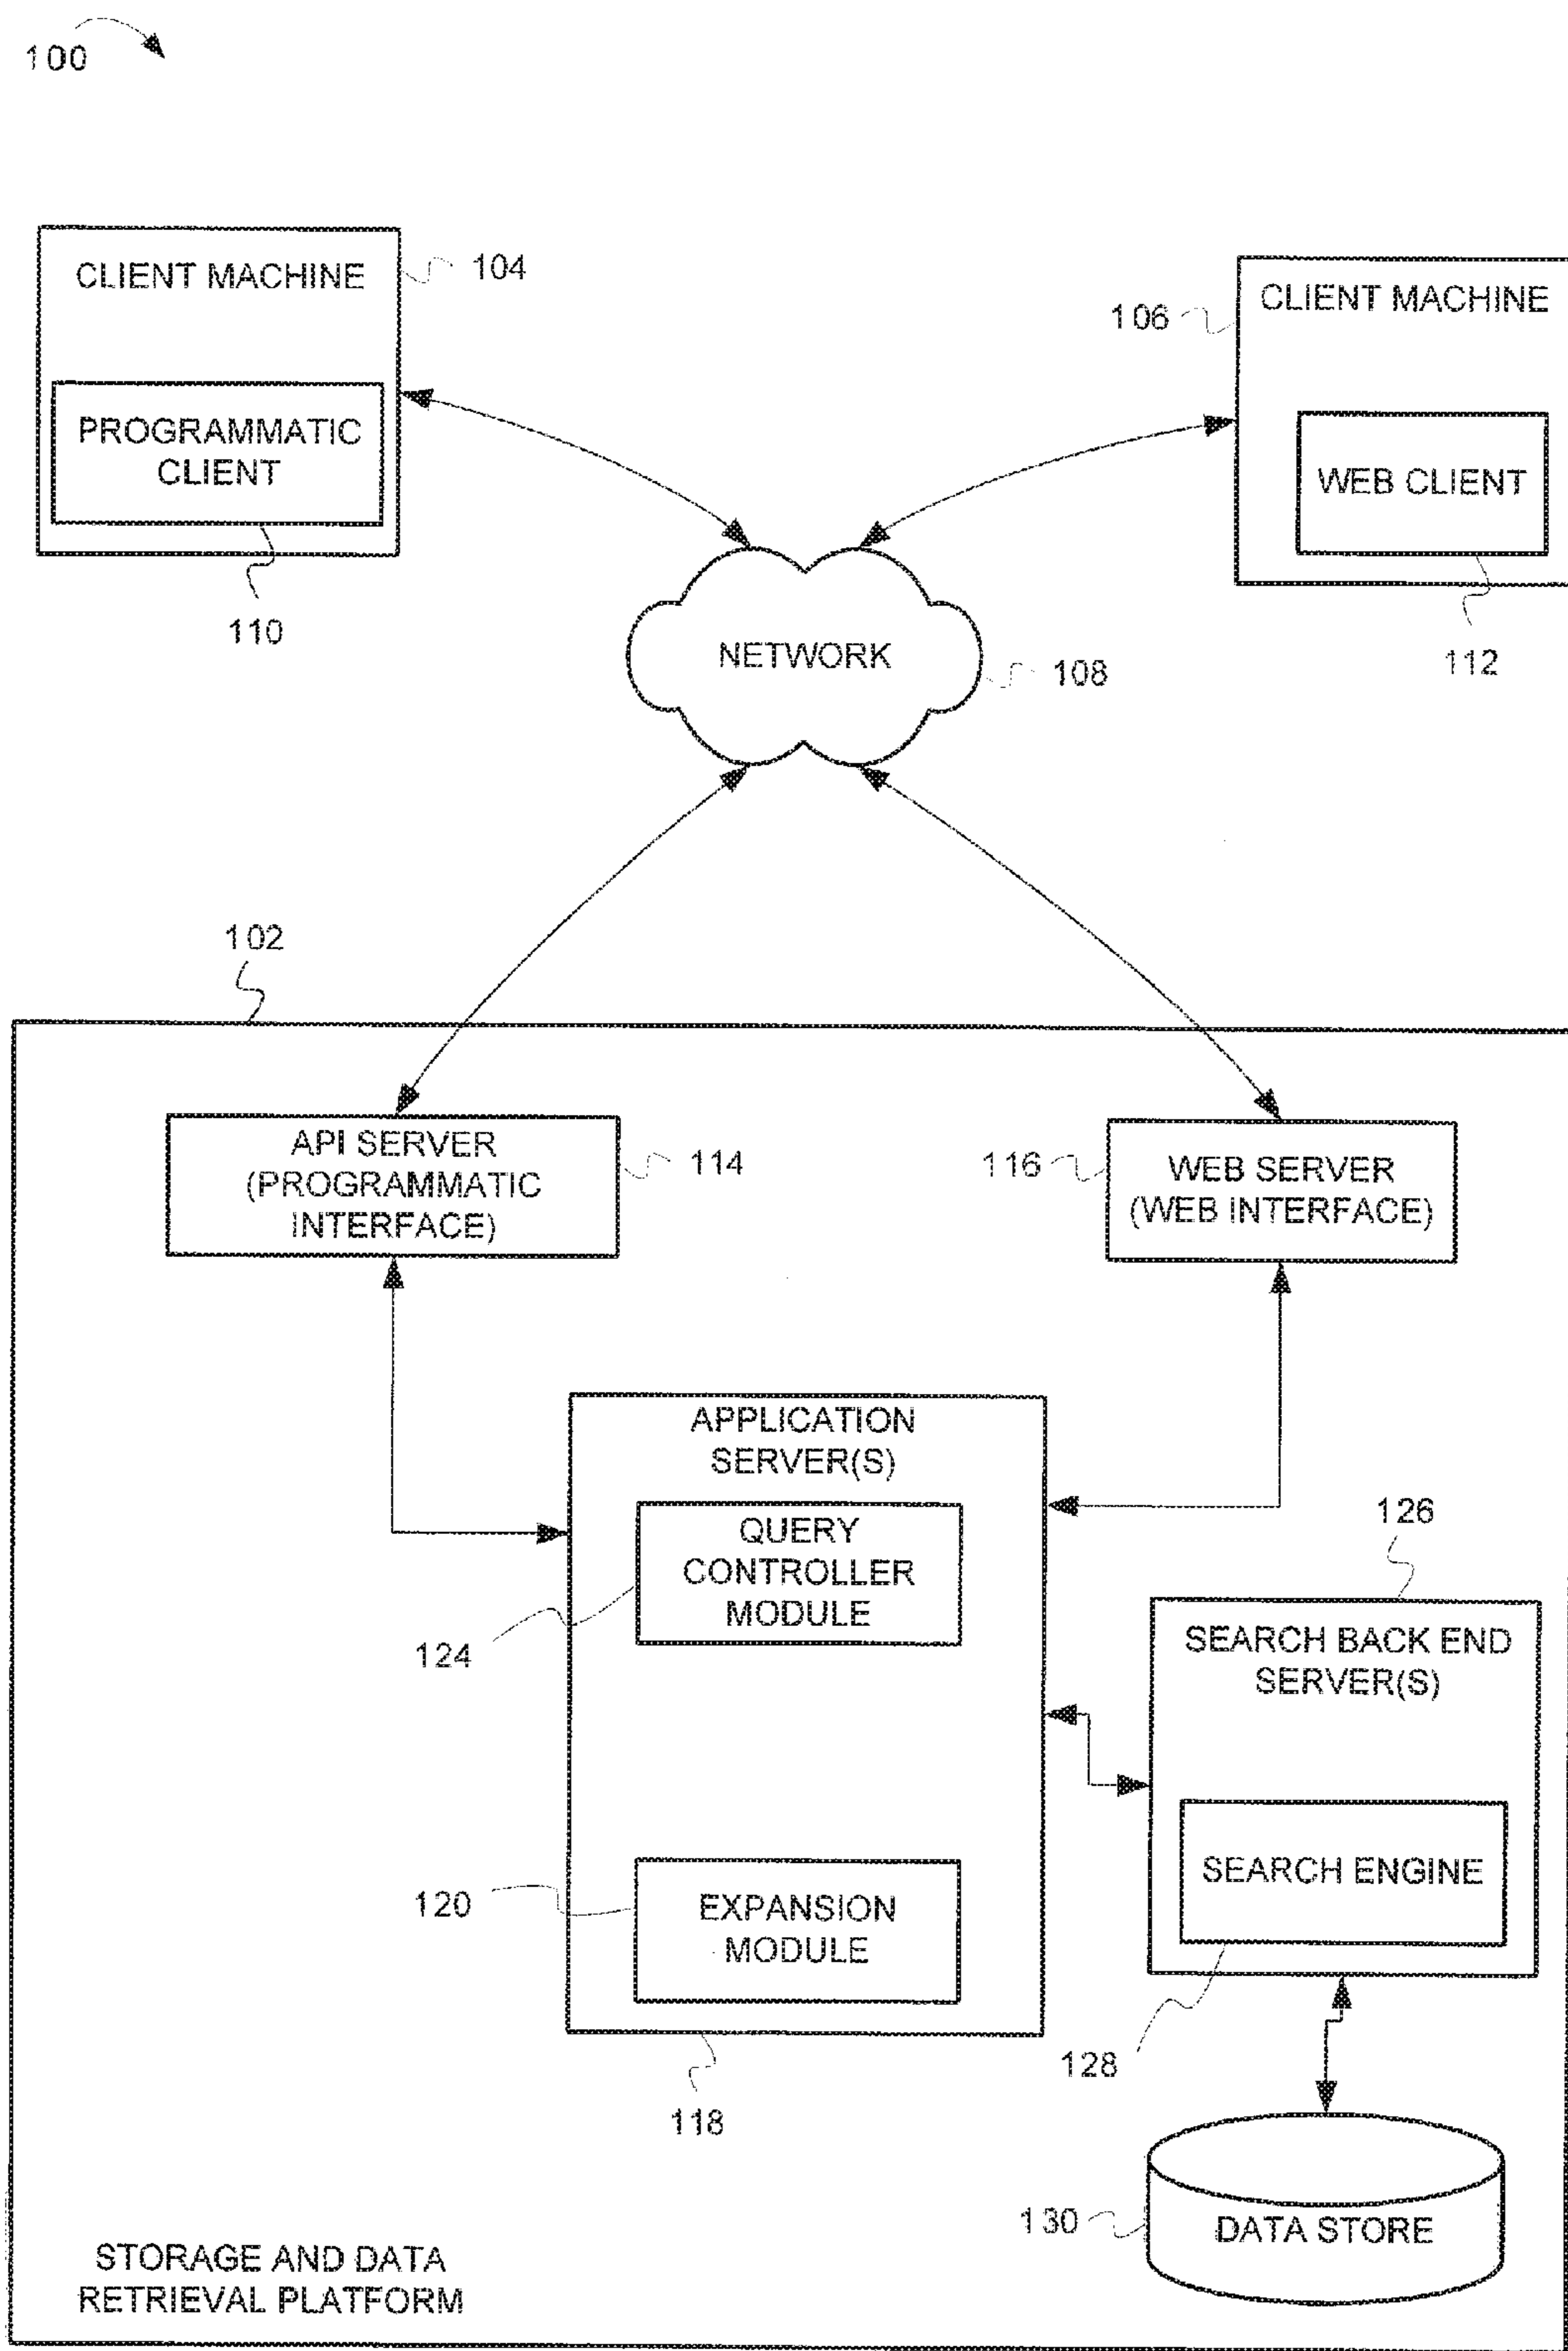 100
CLIENT MACHINE
104
PROGRAMMATIC
CLIENT
110
106
CLIENT MACHINE
WEB CLIENT
112
NETWORK
108
102
API SERVER
(PROGRAMMATIC
INTERFACE)
114
116
WEB SERVER
(WEB INTERFACE)
APPLICATION
SERVER(S)
QUERY
CONTROLLER
MODULE
124
126
SEARCH BACK END
SERVER(S)
SEARCH ENGINE
120
EXPANSION
MODULE
128
118
130
DATA STORE
STORAGE AND DATA
RETRIEVAL PLATFORM